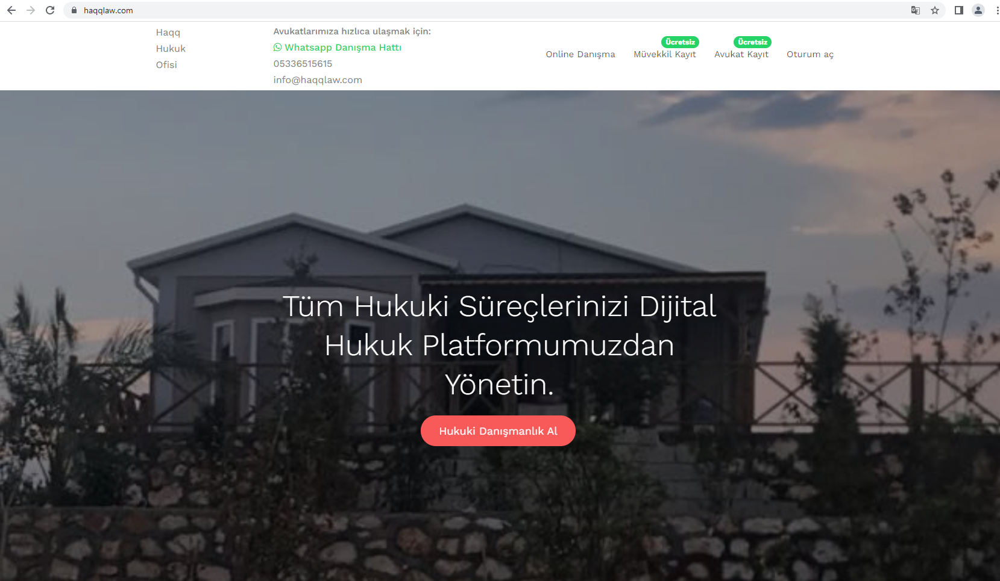 haqqlaw.com
Haqq
Hukuk
Ofisi
Avukatlarımıza hızlıca ulaşmak için:
Whatsapp Danışma Hattı
05336515615
info@haqqlaw.com
Ücretsiz Ücretsiz
Online Danışma Müvekkil Kayıt Avukat Kayıt Oturum aç
Tüm Hukuki Süreçlerinizi Dijital
Hukuk Platformumuzdan
Yönetin.
Hukuki Danışmanlık Al